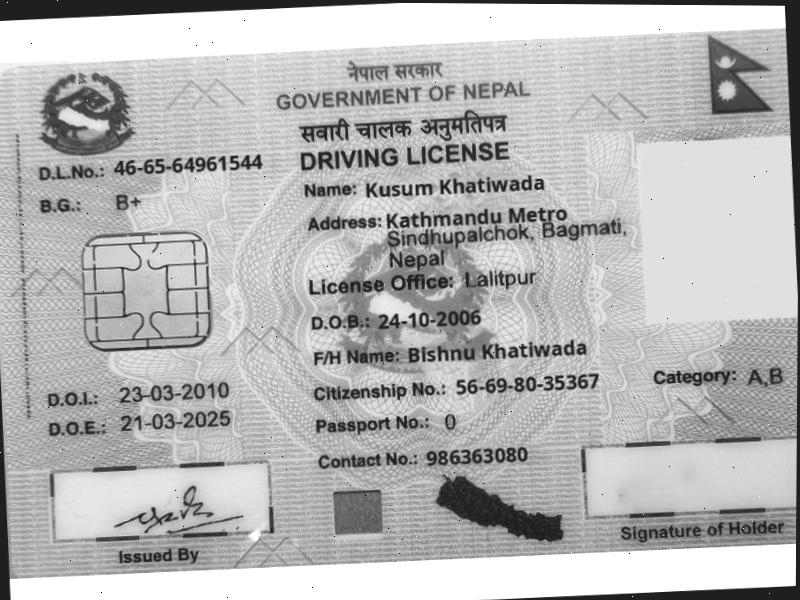 नेपाल सरकार
GOVERNMENT OF NEPAL
सवारी चालक अनुमतिपत्र
DRIVING LICENSE
D.L.No.: 46-65-64961544
B.G.: B+
Name: Kusum Khatiwada
Address: Kathmandu Metro
Sindhupalchok, Bagmati,
Nepal
License Office: Lalitpur
D.O.B.: 24-10-2006
F/H Name: Bishnu Khatiwada
Citizenship No.: 56-69-80-35367
Category: A,B
D.O.I.: 23-03-2010
Passport No.: 0
D.O.E.: 21-03-2025
Contact No.: 986363080
Issued By
Signature of Holder